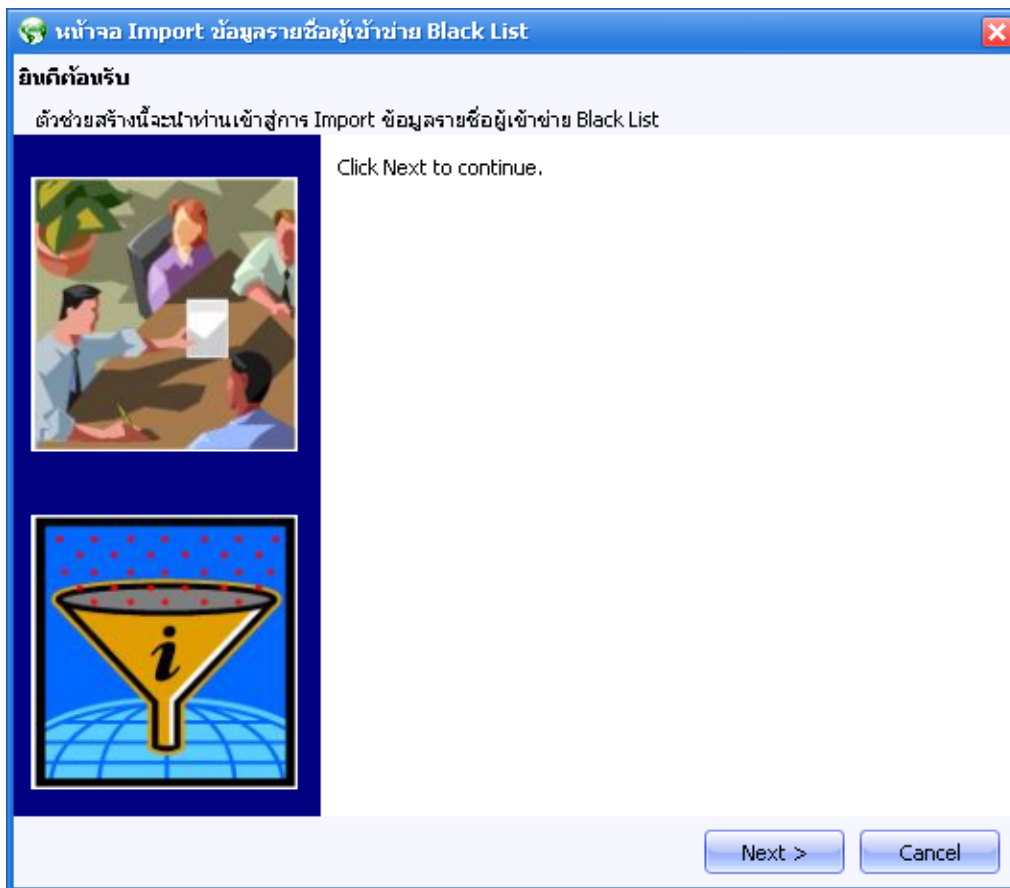 หน้าจอ Import ข้อมูลรายชื่อผู้เข้าข่าย Black List
ยินดีต้อนรับ
ตัวช่วยสร้างนี้จะนำท่านเข้าสู่การ Import ข้อมูลรายชื่อผู้เข้าข่าย Black List
Click Next to continue.
i
Next >
Cancel